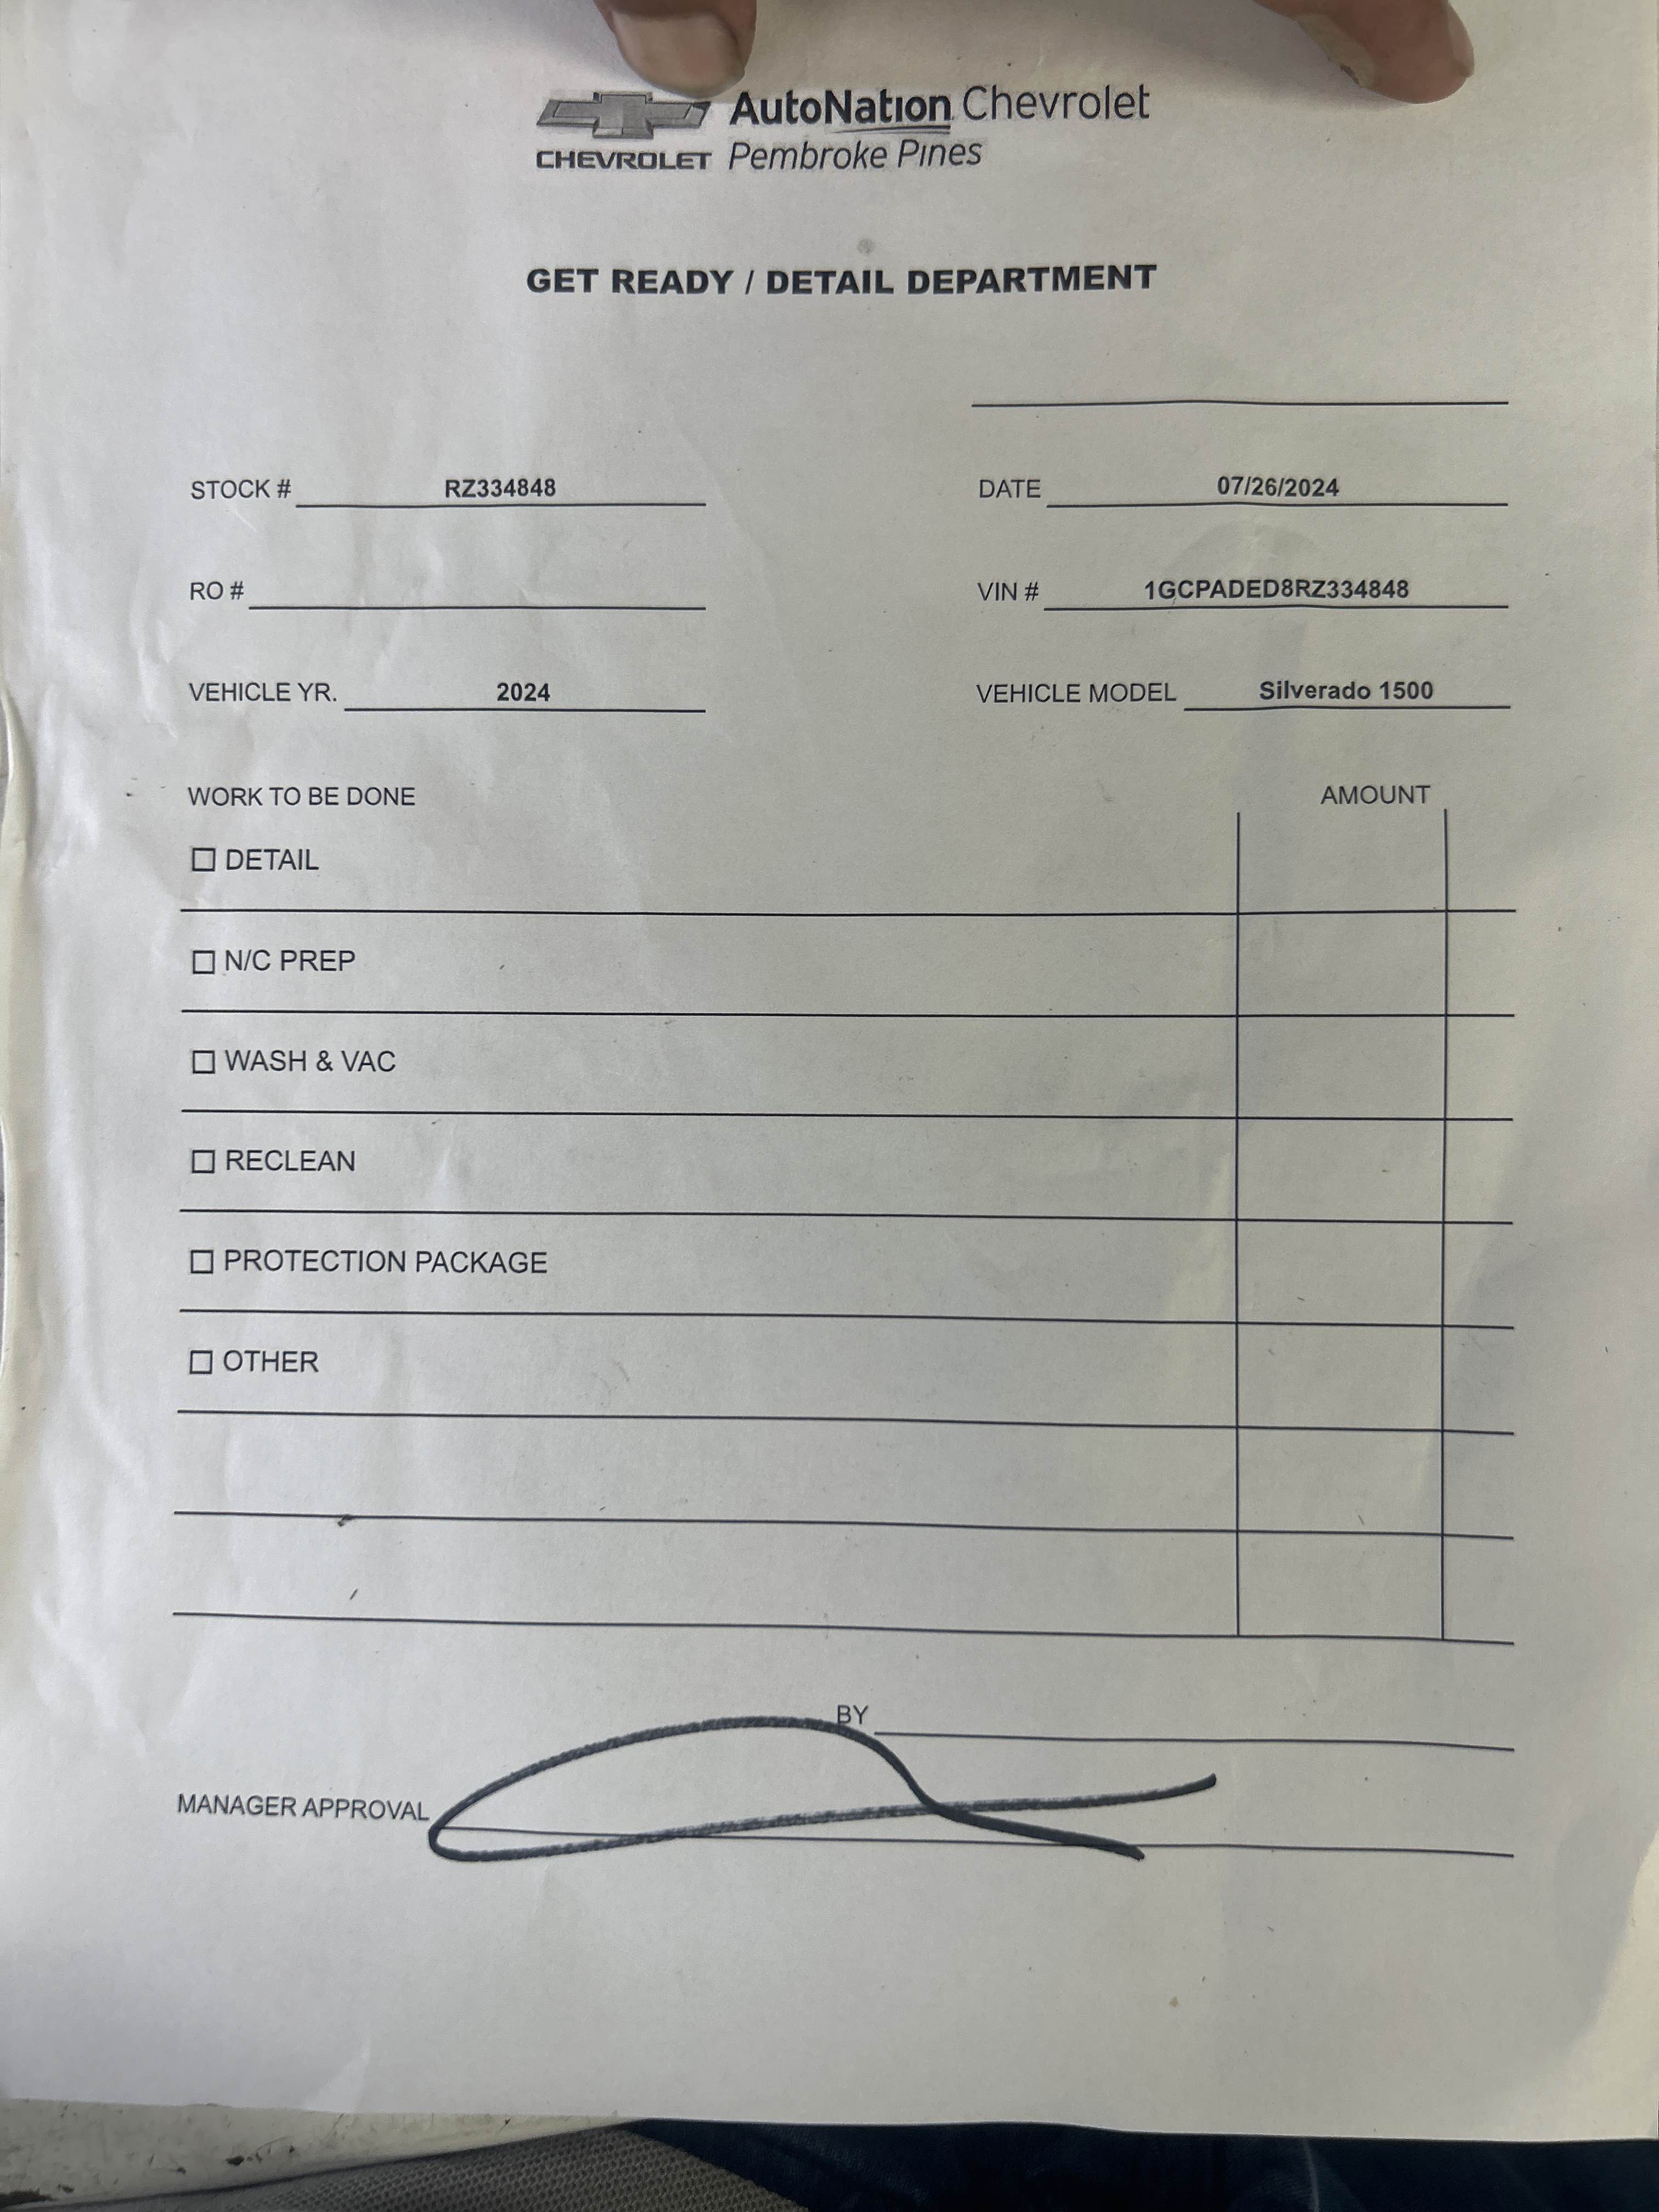 AutoNation Chevrolet
CHEVROLET Pembroke Pines
GET READY / DETAIL DEPARTMENT
STOCK # RZ334848 DATE 07/26/2024
RO # VIN # 1GCPADED8RZ334848
VEHICLE YR. 2024 VEHICLE MODEL Silverado 1500
WORK TO BE DONE AMOUNT
DETAIL
N/C PREP
WASH & VAC
RECLEAN
PROTECTION PACKAGE
OTHER
BY
MANAGER APPROVAL